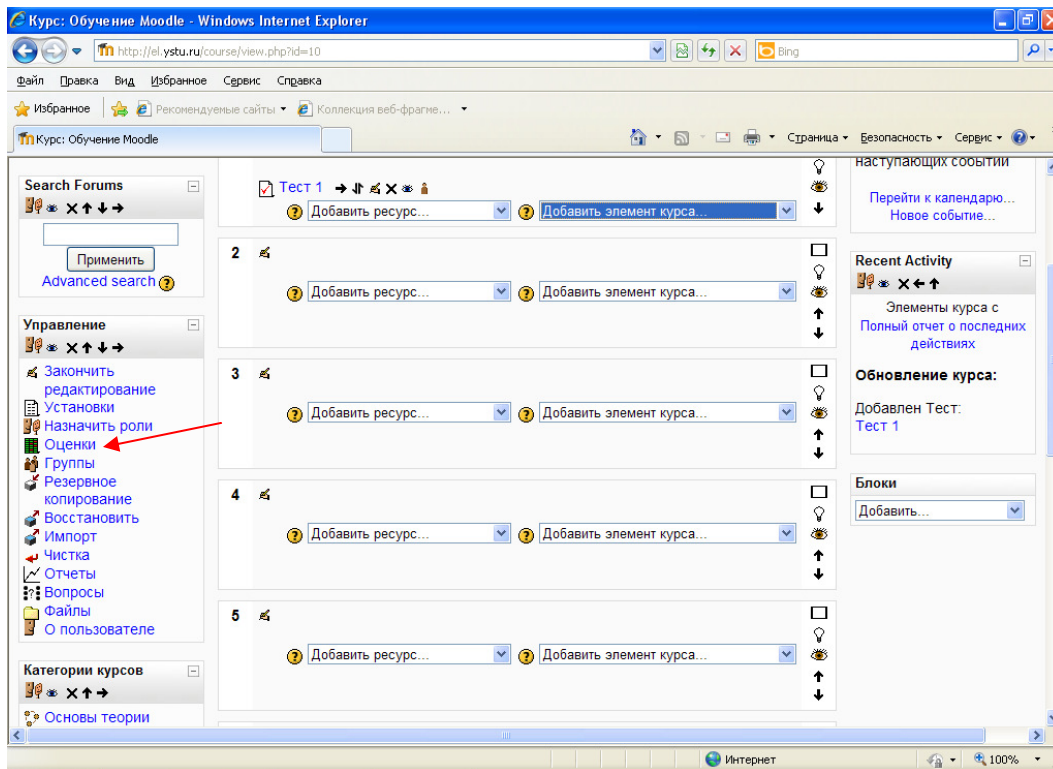 Курс: Обучение Moodle - Windows Internet Explorer
http://el.ystu.ru/course/view.php?id=10
Bing
Файл Правка Вид Избранное Сервис Справка
Избранное Рекомендуемые сайты Коллекция веб-фрагме...
Курс: Обучение Moodle
Страница Безопасность Сервис
Search Forums
Применить
Advanced search
Управление
Закончить
редактирование
Установки
Назначить роли
Оценки
Группы
Резервное
копирование
Восстановить
Импорт
Чистка
Отчеты
Вопросы
Файлы
О пользователе
Категории курсов
Основы теории
Тест 1
Добавить ресурс... Добавить элемент курса...
2
Добавить ресурс... Добавить элемент курса...
3
Добавить ресурс... Добавить элемент курса...
4
Добавить ресурс... Добавить элемент курса...
5
Добавить ресурс... Добавить элемент курса...
наступающих событий
Перейти к календарю...
Новое событие...
Recent Activity
Элементы курса с
Полный отчет о последних
действиях
Обновление курса:
Добавлен Тест:
Тест 1
Блоки
Добавить...
Интернет
100%